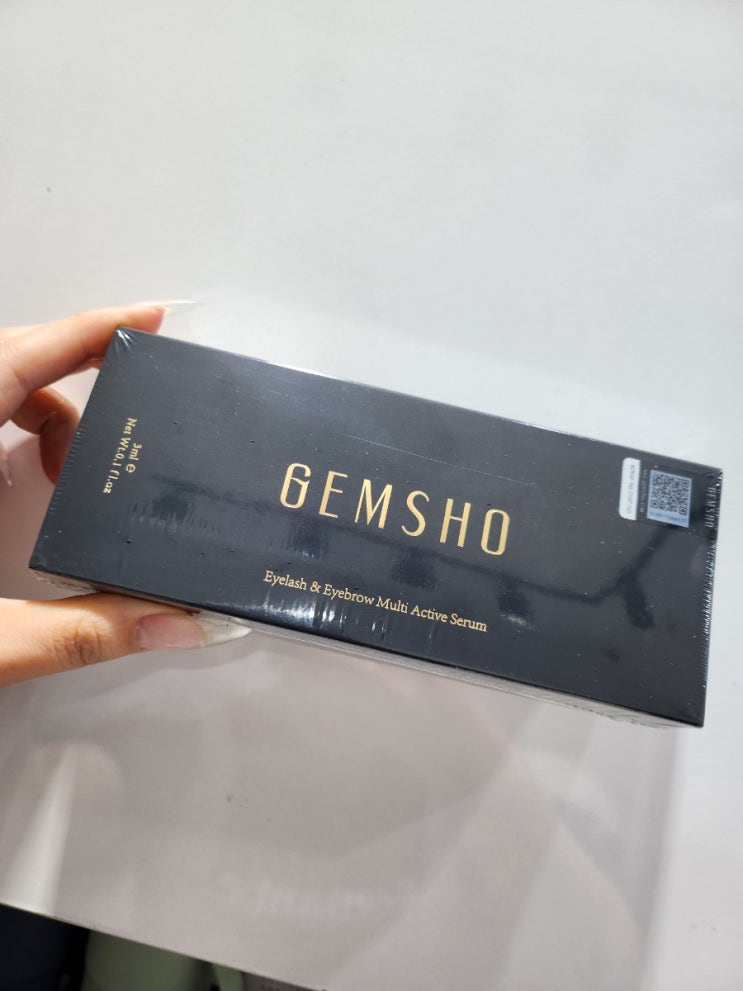 GEMSHO
Eyelash & Eyebrow Multi Active Serum
3ml ℮
Net Wt.0.1 fl.oz
GEMSHO